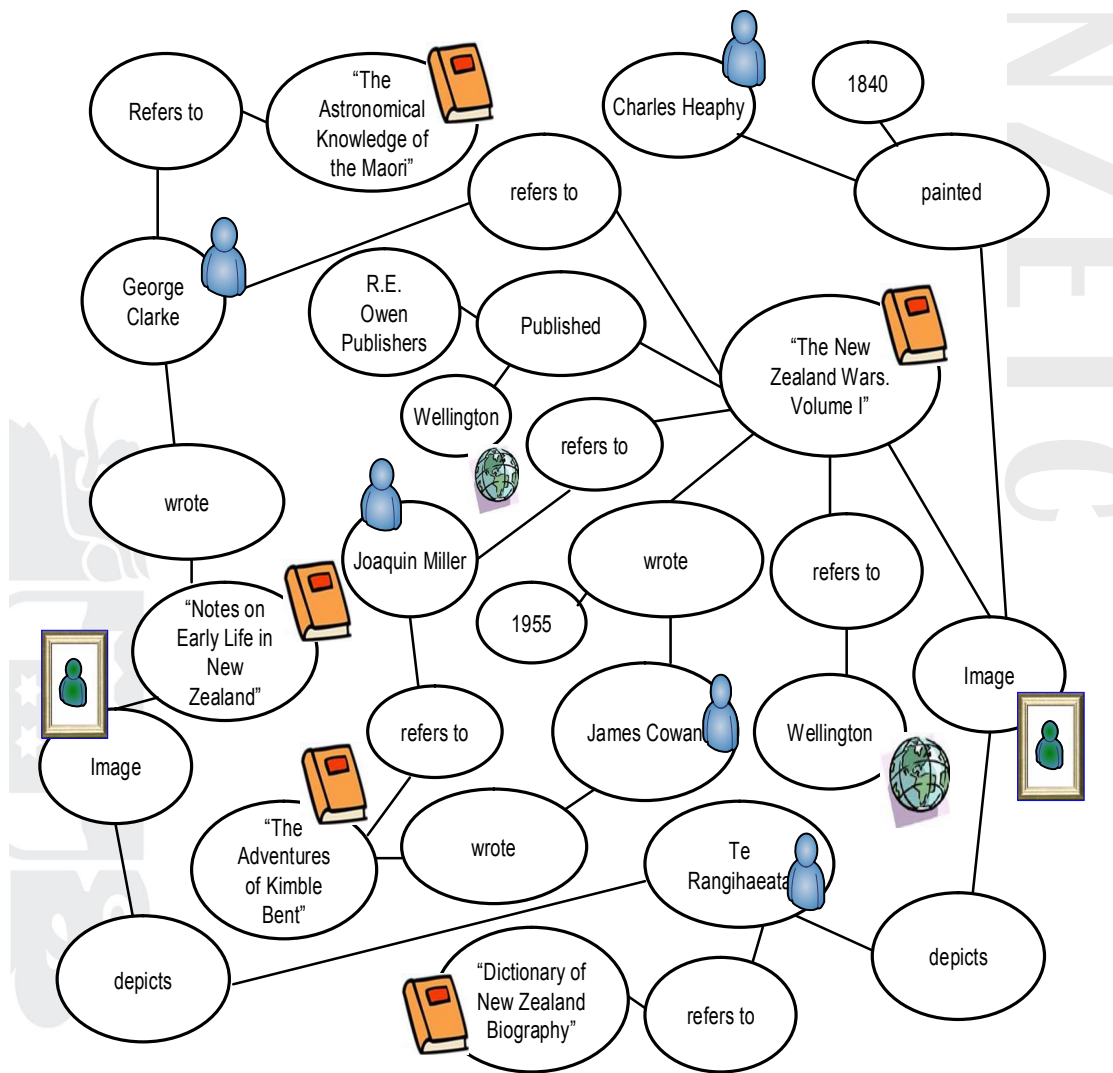 Refers to
“The
Astronomical
Knowledge of
the Maori”
Charles Heaphy
1840
painted
refers to
George
Clarke
R.E.
Owen
Publishers
Published
“The New
Zealand Wars.
Volume I”
Wellington
refers to
wrote
Joaquin Miller
wrote
refers to
1955
“Notes on
Early Life in
New
Zealand”
Image
refers to
James Cowan
Wellington
Image
“The
Adventures
of Kimble
Bent”
wrote
Te
Rangihaeata
depicts
“Dictionary of
New Zealand
Biography”
refers to
depicts